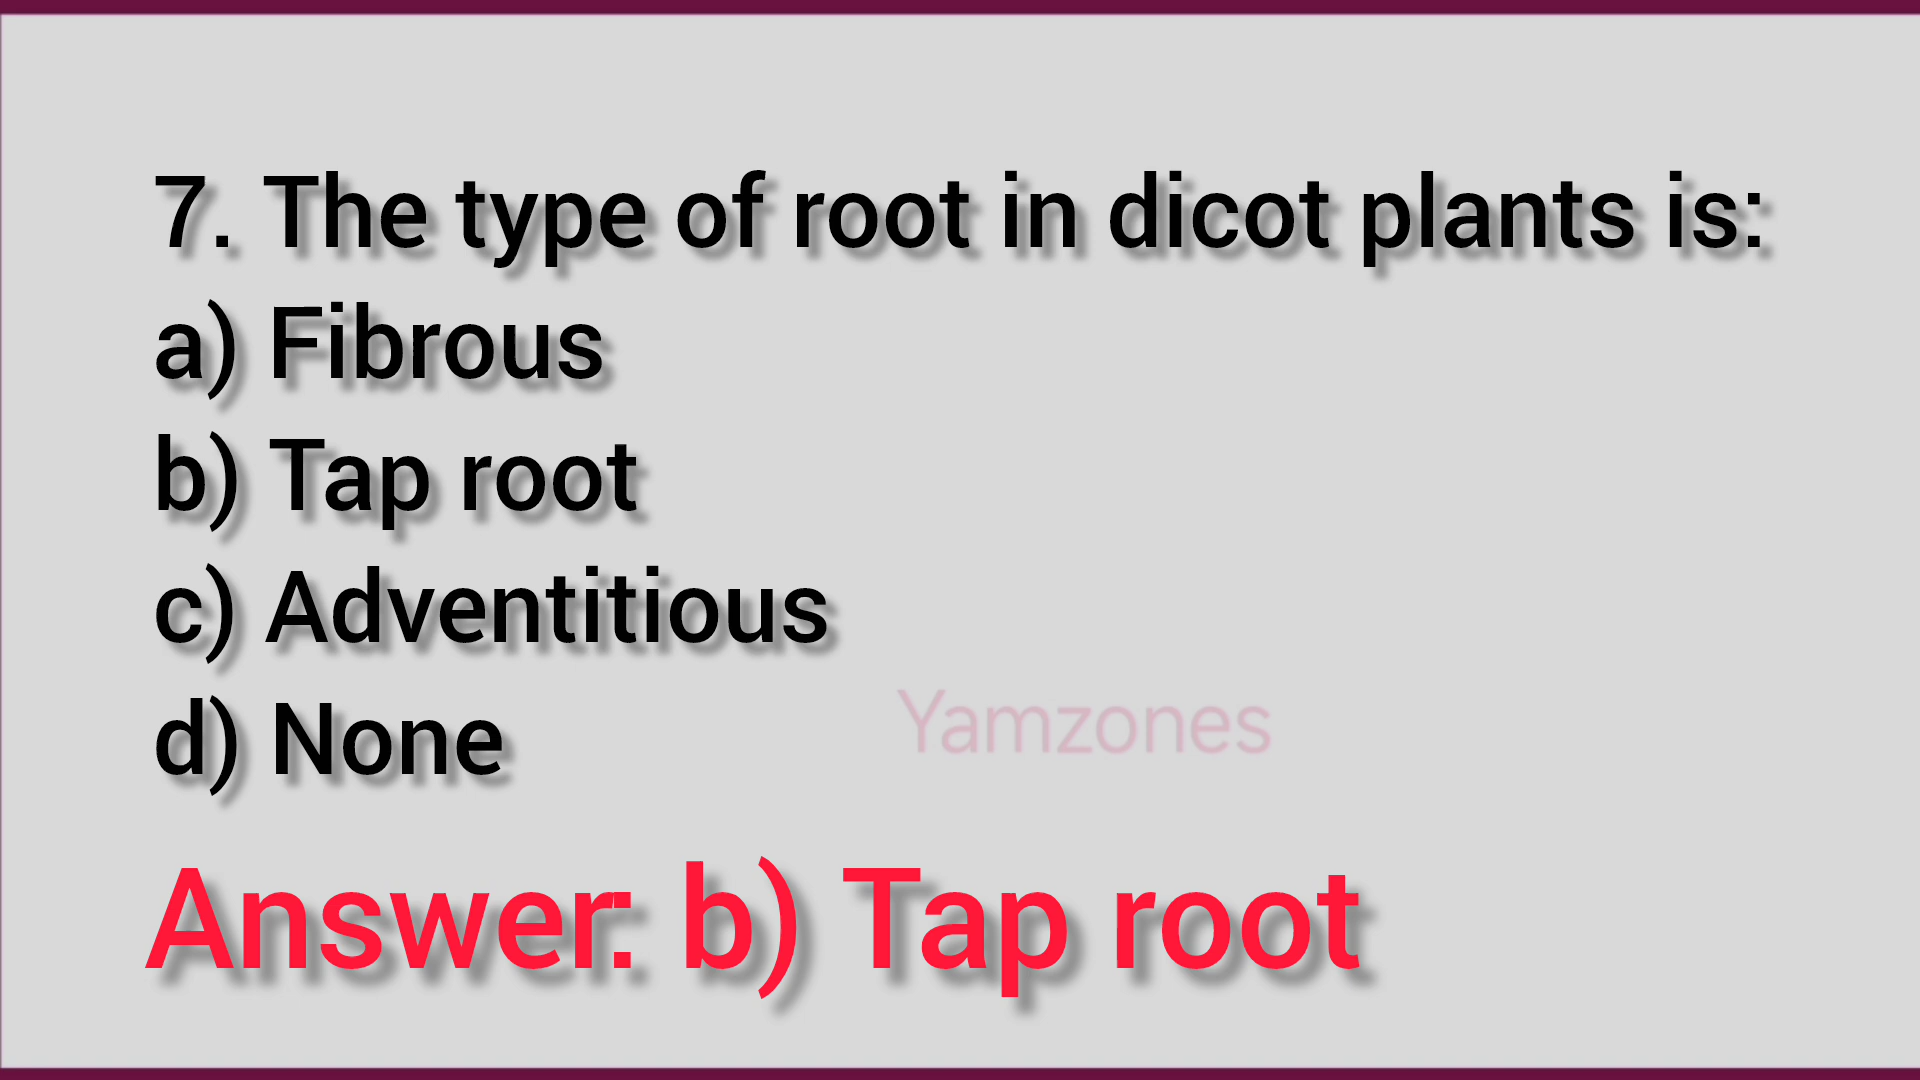 7. The type of root in dicot plants is:
a) Fibrous
b) Tap root
c) Adventitious
d) None
Yamzones
Answer: b) Tap root